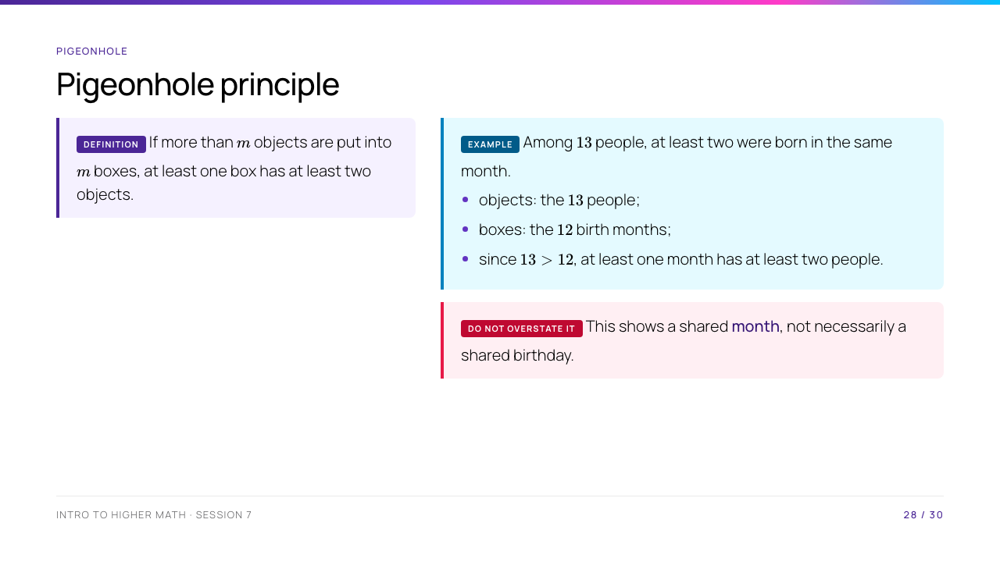 PIGEONHOLE
Pigeonhole principle
DEFINITION If more than m objects are put into
m boxes, at least one box has at least two
objects.
EXAMPLE Among 13 people, at least two were born in the same
month.
• objects: the 13 people;
• boxes: the 12 birth months;
• since 13 > 12, at least one month has at least two people.
DO NOT OVERSTATE IT This shows a shared month, not necessarily a
shared birthday.
INTRO TO HIGHER MATH · SESSION 7
28 / 30